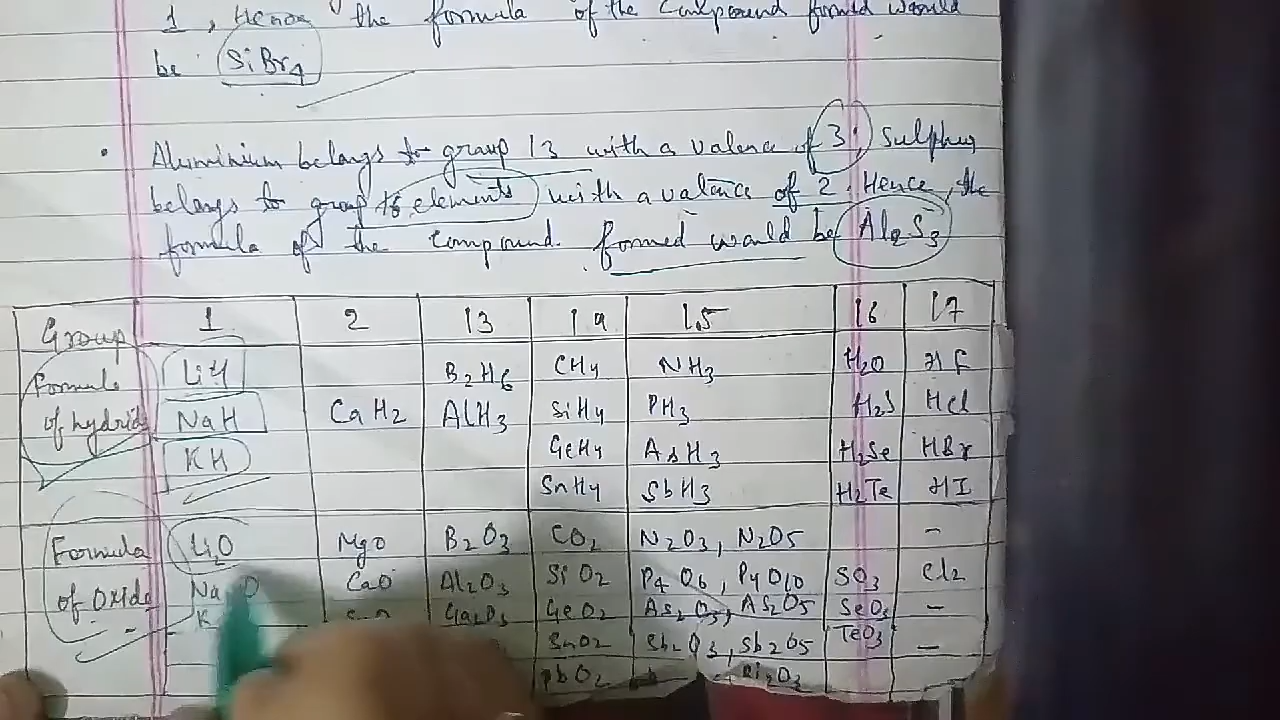 1, Hence the formula of the Compound formed would
be SiBr4
• Aluminium belongs to group 13 with a valence of 3; Sulphur
belongs to group 16 elements with a valence of 2. Hence, the
formula of the compound formed would be Al2S3
Group 1 2 13 14 15 16 17
Formula of hydride LiH B2H6 CH4 NH3 H2O HF
NaH CaH2 AlH3 SiH4 PH3 H2S HCl
KH GeH4 AsH3 H2Se HBr
SnH4 SbH3 H2Te HI
Formula of Oxide Li2O MgO B2O3 CO2 N2O3, N2O5 -
Na O CaO Al2O3 SiO2 P4O6, P4O10 SO3 Cl2
K Ga2O3 GeO2 As2O3, As2O5 SeO3 -
SnO2 Sb2O3, Sb2O5 TeO3 -
pbO2 Bi2O3